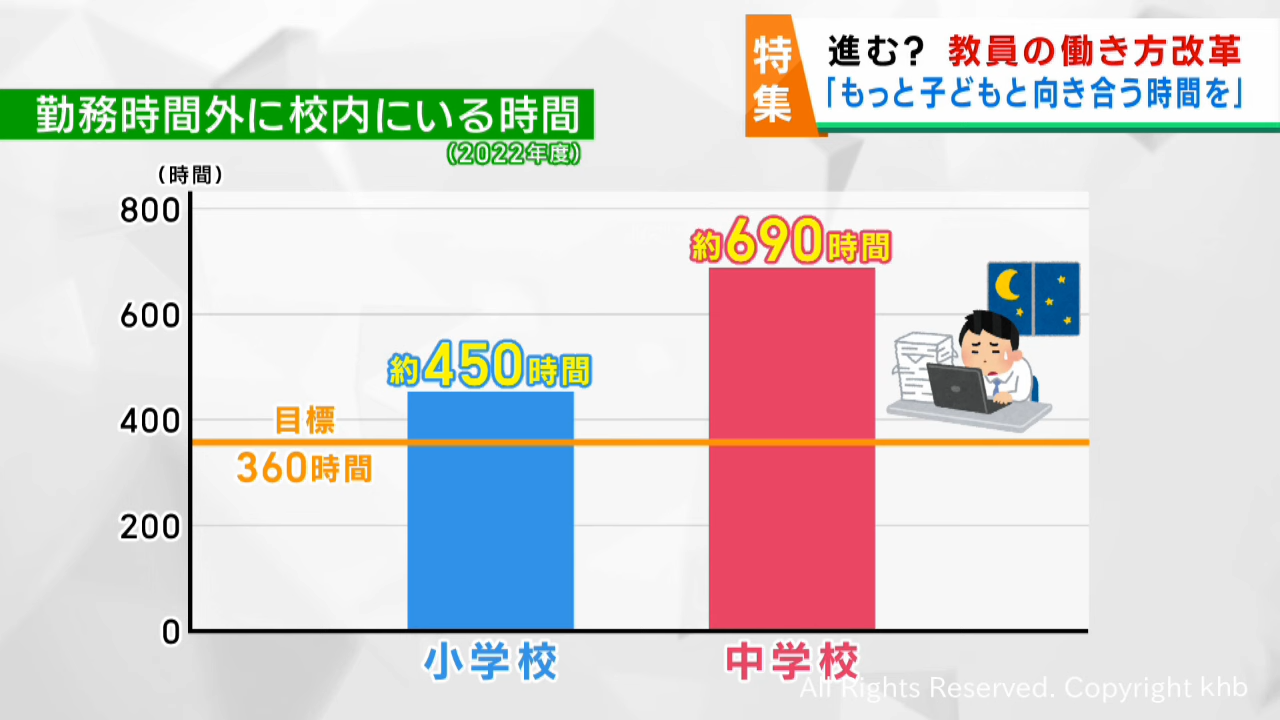 特集
進む？ 教員の働き方改革
「もっと子どもと向き合う時間を」
勤務時間外に校内にいる時間
（2022年度）
（時間）
800
600
400
200
0
約690時間
約450時間
目標
360時間
小学校
中学校
All Rights Reserved. Copyright khb